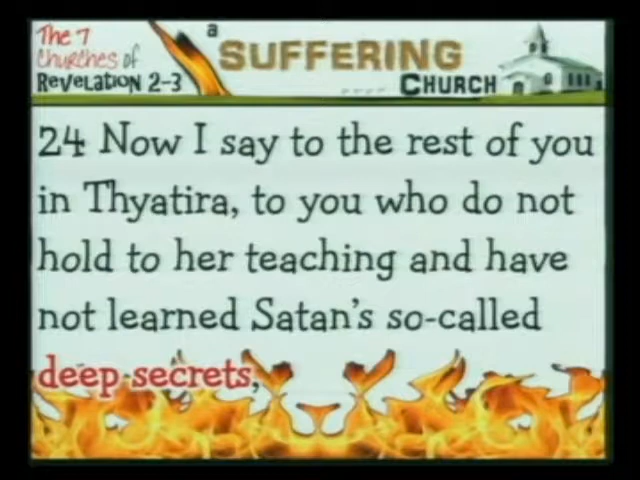 The 7
Churches of
Revelation 2-3
a
SUFFERING
CHURCH
24 Now I say to the rest of you
in Thyatira, to you who do not
hold to her teaching and have
not learned Satan's so-called
deep secrets,